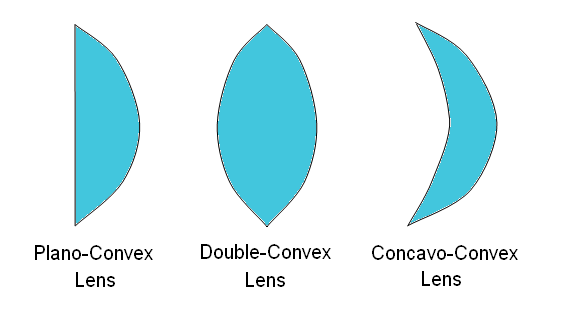 Plano-Convex
Lens
Double-Convex
Lens
Concavo-Convex
Lens